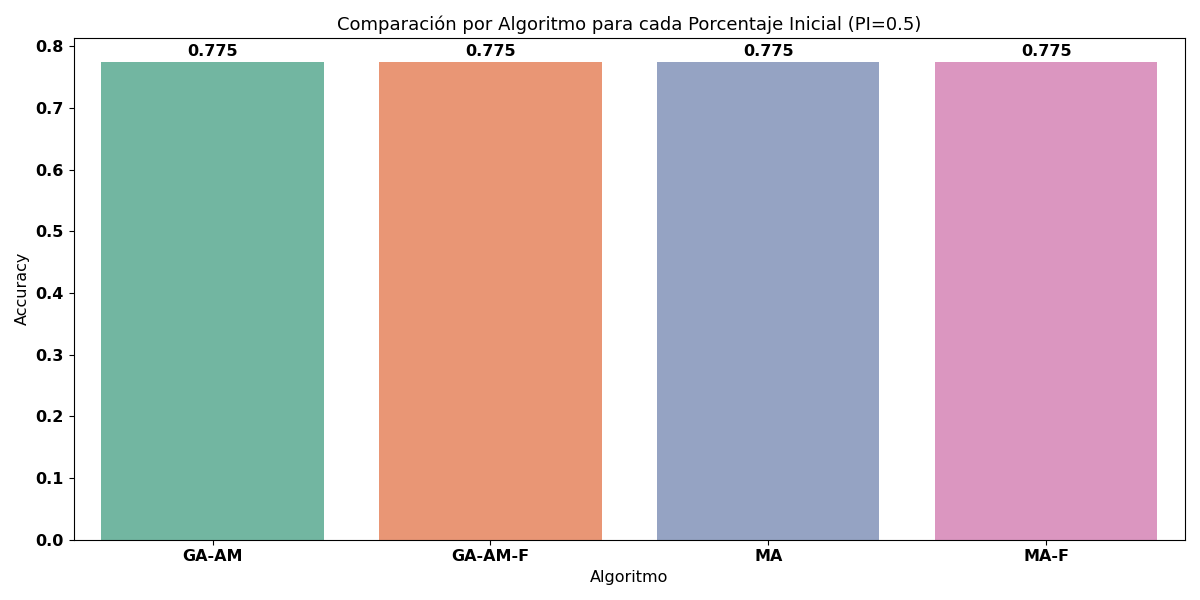 Comparación por Algoritmo para cada Porcentaje Inicial (PI=0.5)
0.775 0.775 0.775 0.775
0.8
0.7
0.6
0.5
0.4
0.3
0.2
0.1
0.0
Accuracy
GA-AM GA-AM-F MA MA-F
Algoritmo